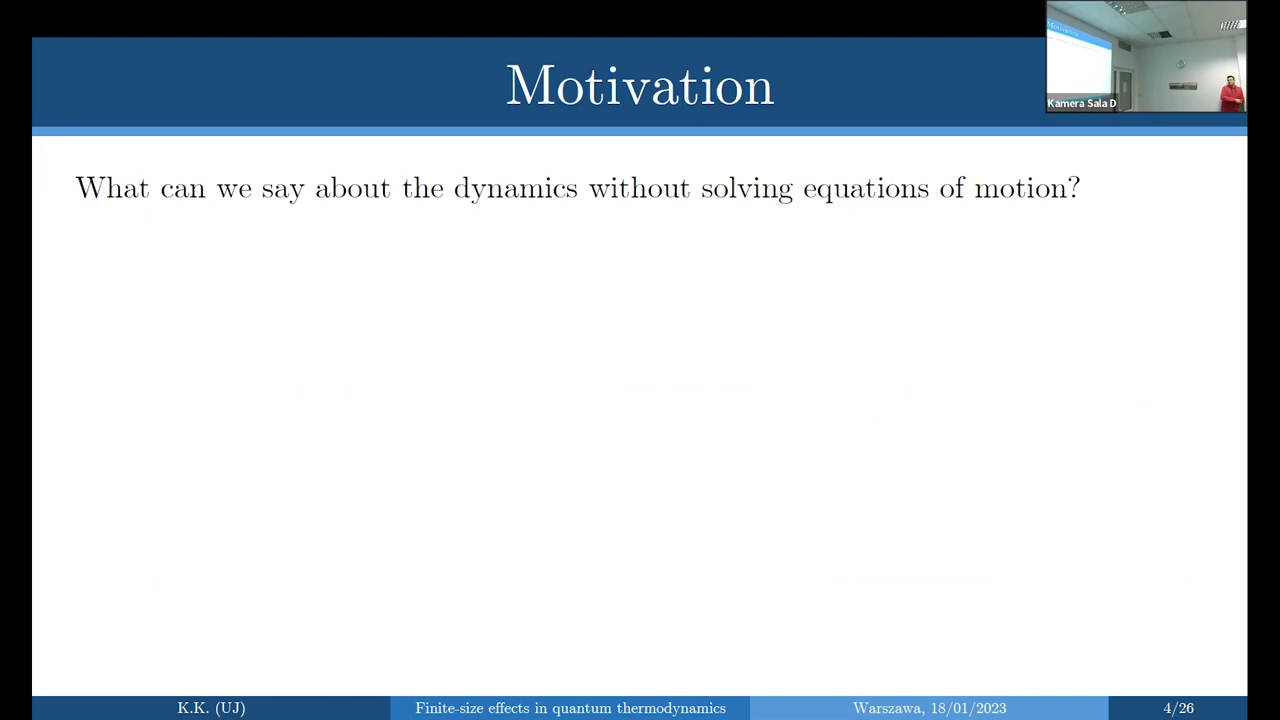 Motivation
Kamera Sala D
What can we say about the dynamics without solving equations of motion?
K.K. (UJ)
Finite-size effects in quantum thermodynamics
Warszawa, 18/01/2023
4/26